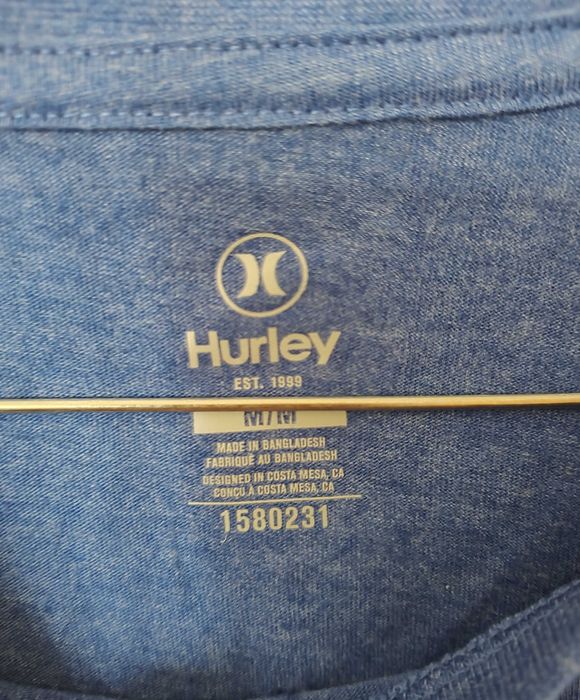 Hurley
EST. 1999
M/M
MADE IN BANGLADESH
FABRIQUÉ AU BANGLADESH
DESIGNED IN COSTA MESA, CA
CONÇU À COSTA MESA, CA
1580231